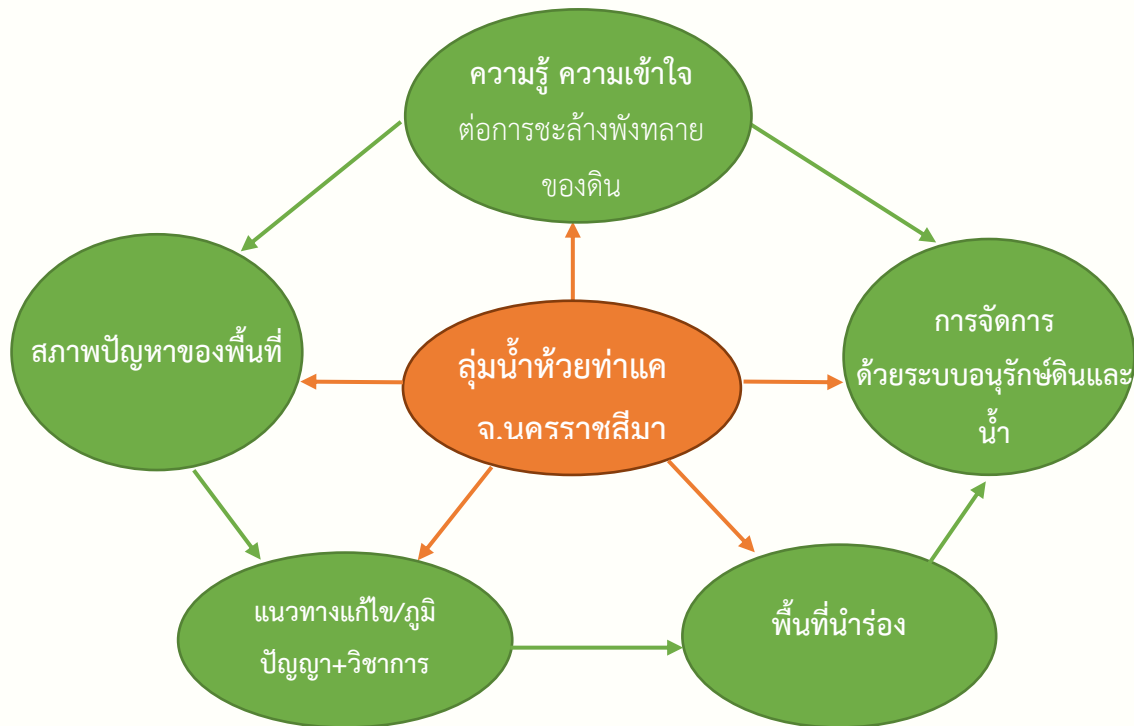 ความรู้ ความเข้าใจ
ต่อการชะล้างพังทลาย
ของดิน
สภาพปัญหาของพื้นที่
ลุ่มน้ำห้วยท่าแค
จ.นครราชสีมา
การจัดการ
ด้วยระบบอนุรักษ์ดินและ
น้ำ
แนวทางแก้ไข/ภูมิ
ปัญญา+วิชาการ
พื้นที่นำร่อง